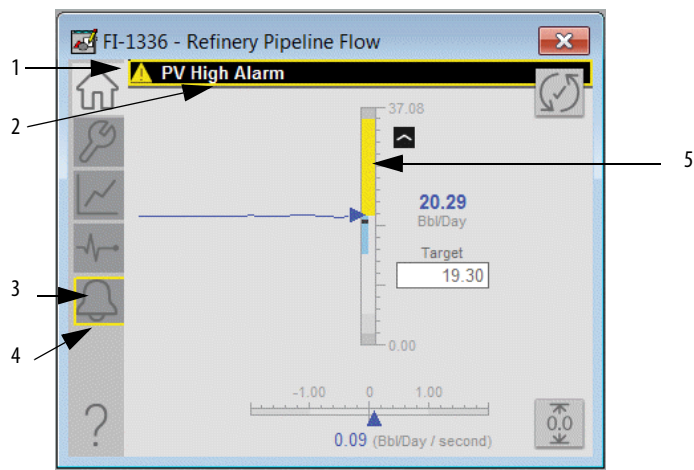 FI-1336 - Refinery Pipeline Flow
1
PV High Alarm
2
37.08
5
20.29
Bbl/Day
Target
19.30
3
4
0.00
-1.00 0 1.00
?
0.09 (Bbl/Day / second)
0.0